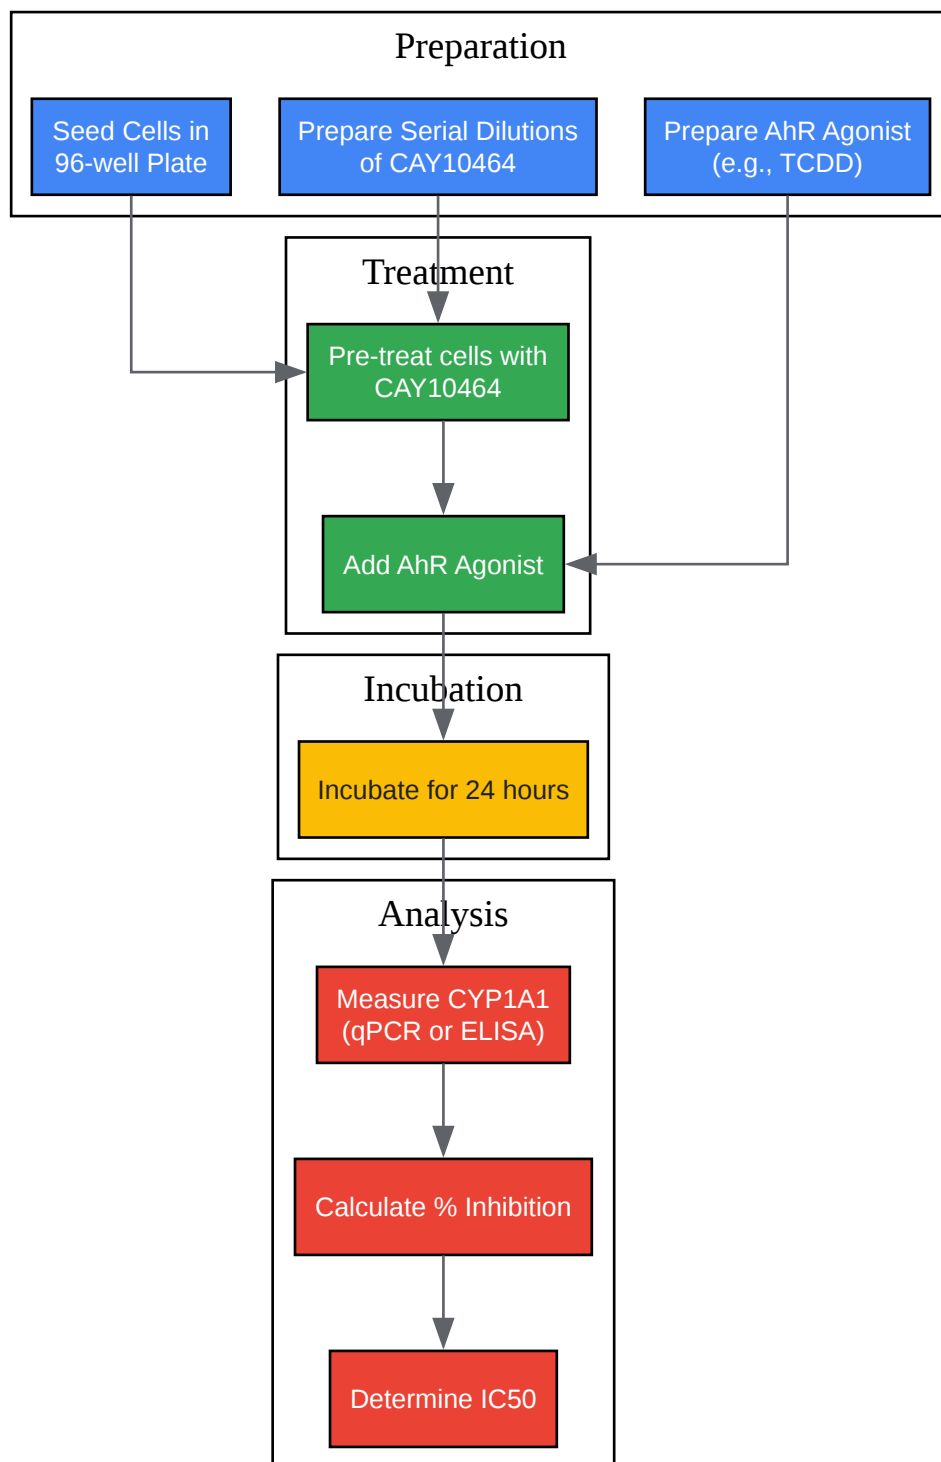 Preparation
Seed Cells in
96-well Plate
Prepare Serial Dilutions
of CAY10464
Prepare AhR Agonist
(e.g., TCDD)
Treatment
Pre-treat cells with
CAY10464
Add AhR Agonist
Incubation
Incubate for 24 hours
Analysis
Measure CYP1A1
(qPCR or ELISA)
Calculate % Inhibition
Determine IC50